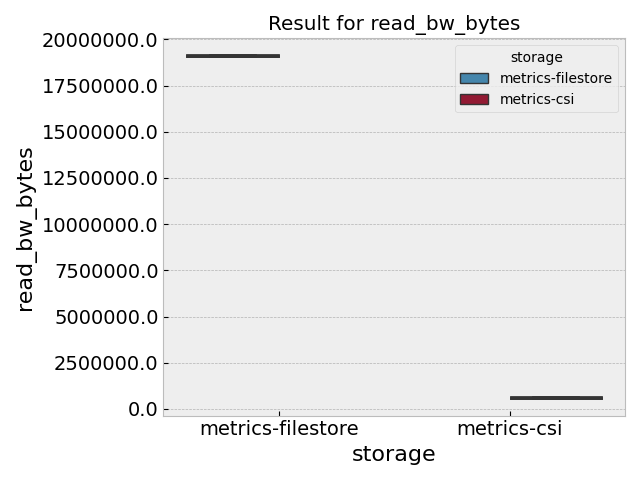 Result for read_bw_bytes
20000000.0
17500000.0
15000000.0
12500000.0
10000000.0
7500000.0
5000000.0
2500000.0
0.0
read_bw_bytes
storage
metrics-filestore
metrics-csi
metrics-filestore
metrics-csi
storage